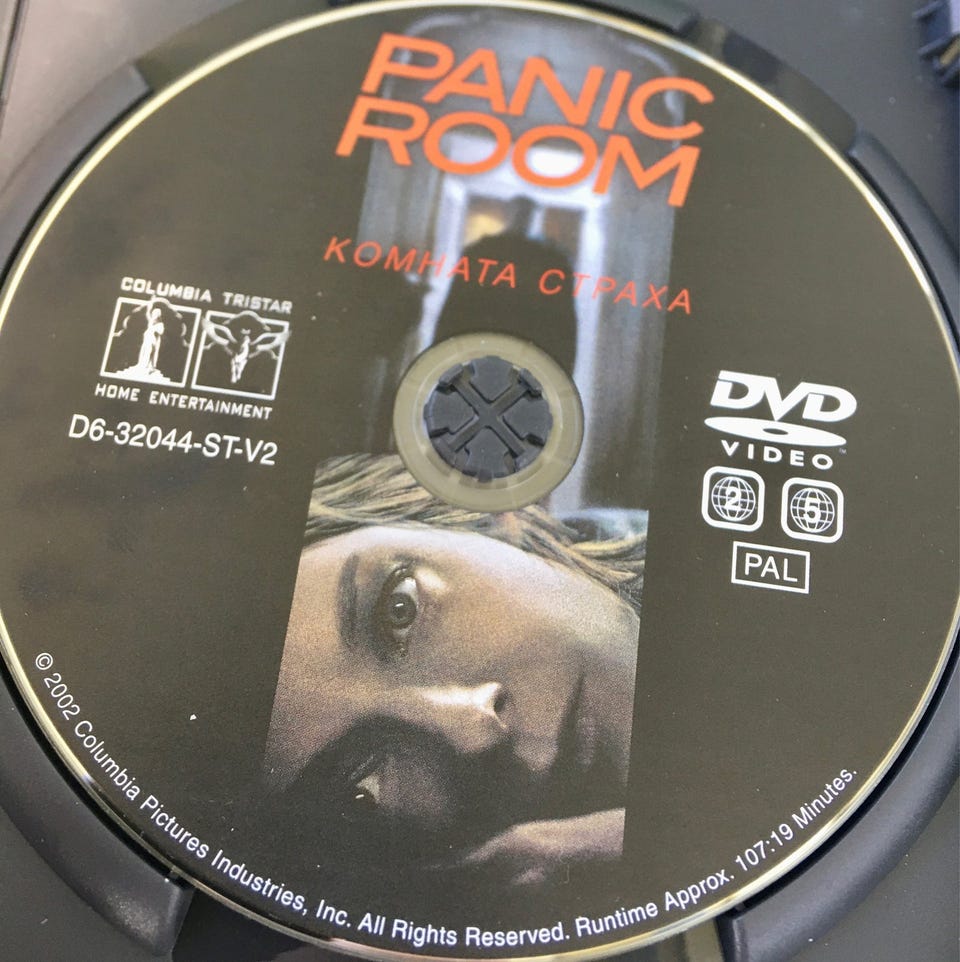 PANIC
ROOM
КОМНАТА СТРАХА
COLUMBIA TRISTAR
HOME ENTERTAINMENT
D6-32044-ST-V2
DVD
VIDEO™
2 5
PAL
© 2002 Columbia Pictures Industries, Inc. All Rights Reserved. Runtime Approx. 107:19 Minutes.